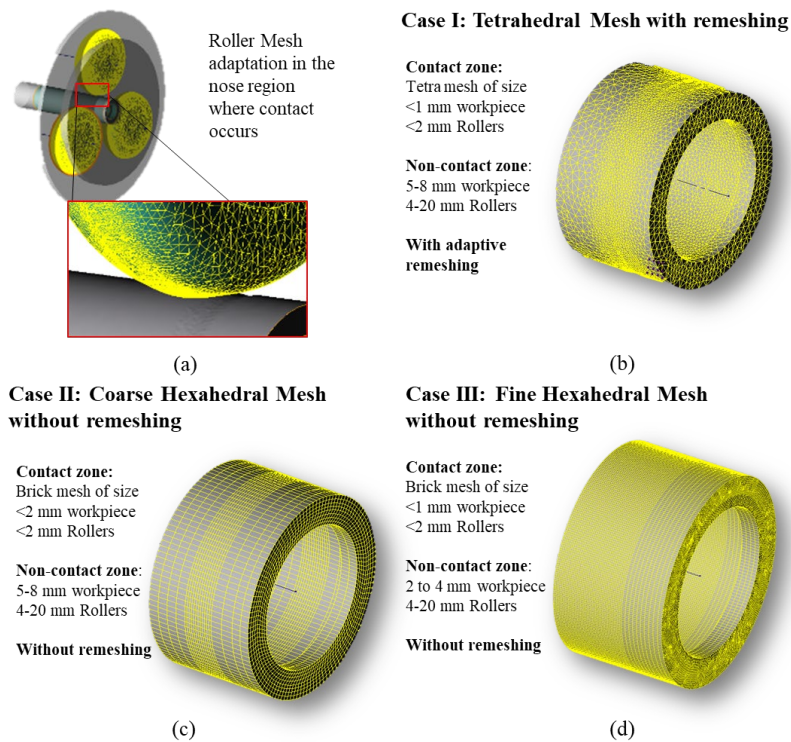 Roller Mesh
adaptation in the
nose region
where contact
occurs
(a)
Case I: Tetrahedral Mesh with remeshing
Contact zone:
Tetra mesh of size
<1 mm workpiece
<2 mm Rollers
Non-contact zone:
5-8 mm workpiece
4-20 mm Rollers
With adaptive
remeshing
(b)
Case II: Coarse Hexahedral Mesh
without remeshing
Contact zone:
Brick mesh of size
<2 mm workpiece
<2 mm Rollers
Non-contact zone:
5-8 mm workpiece
4-20 mm Rollers
Without remeshing
(c)
Case III: Fine Hexahedral Mesh
without remeshing
Contact zone:
Brick mesh of size
<1 mm workpiece
<2 mm Rollers
Non-contact zone:
2 to 4 mm workpiece
4-20 mm Rollers
Without remeshing
(d)